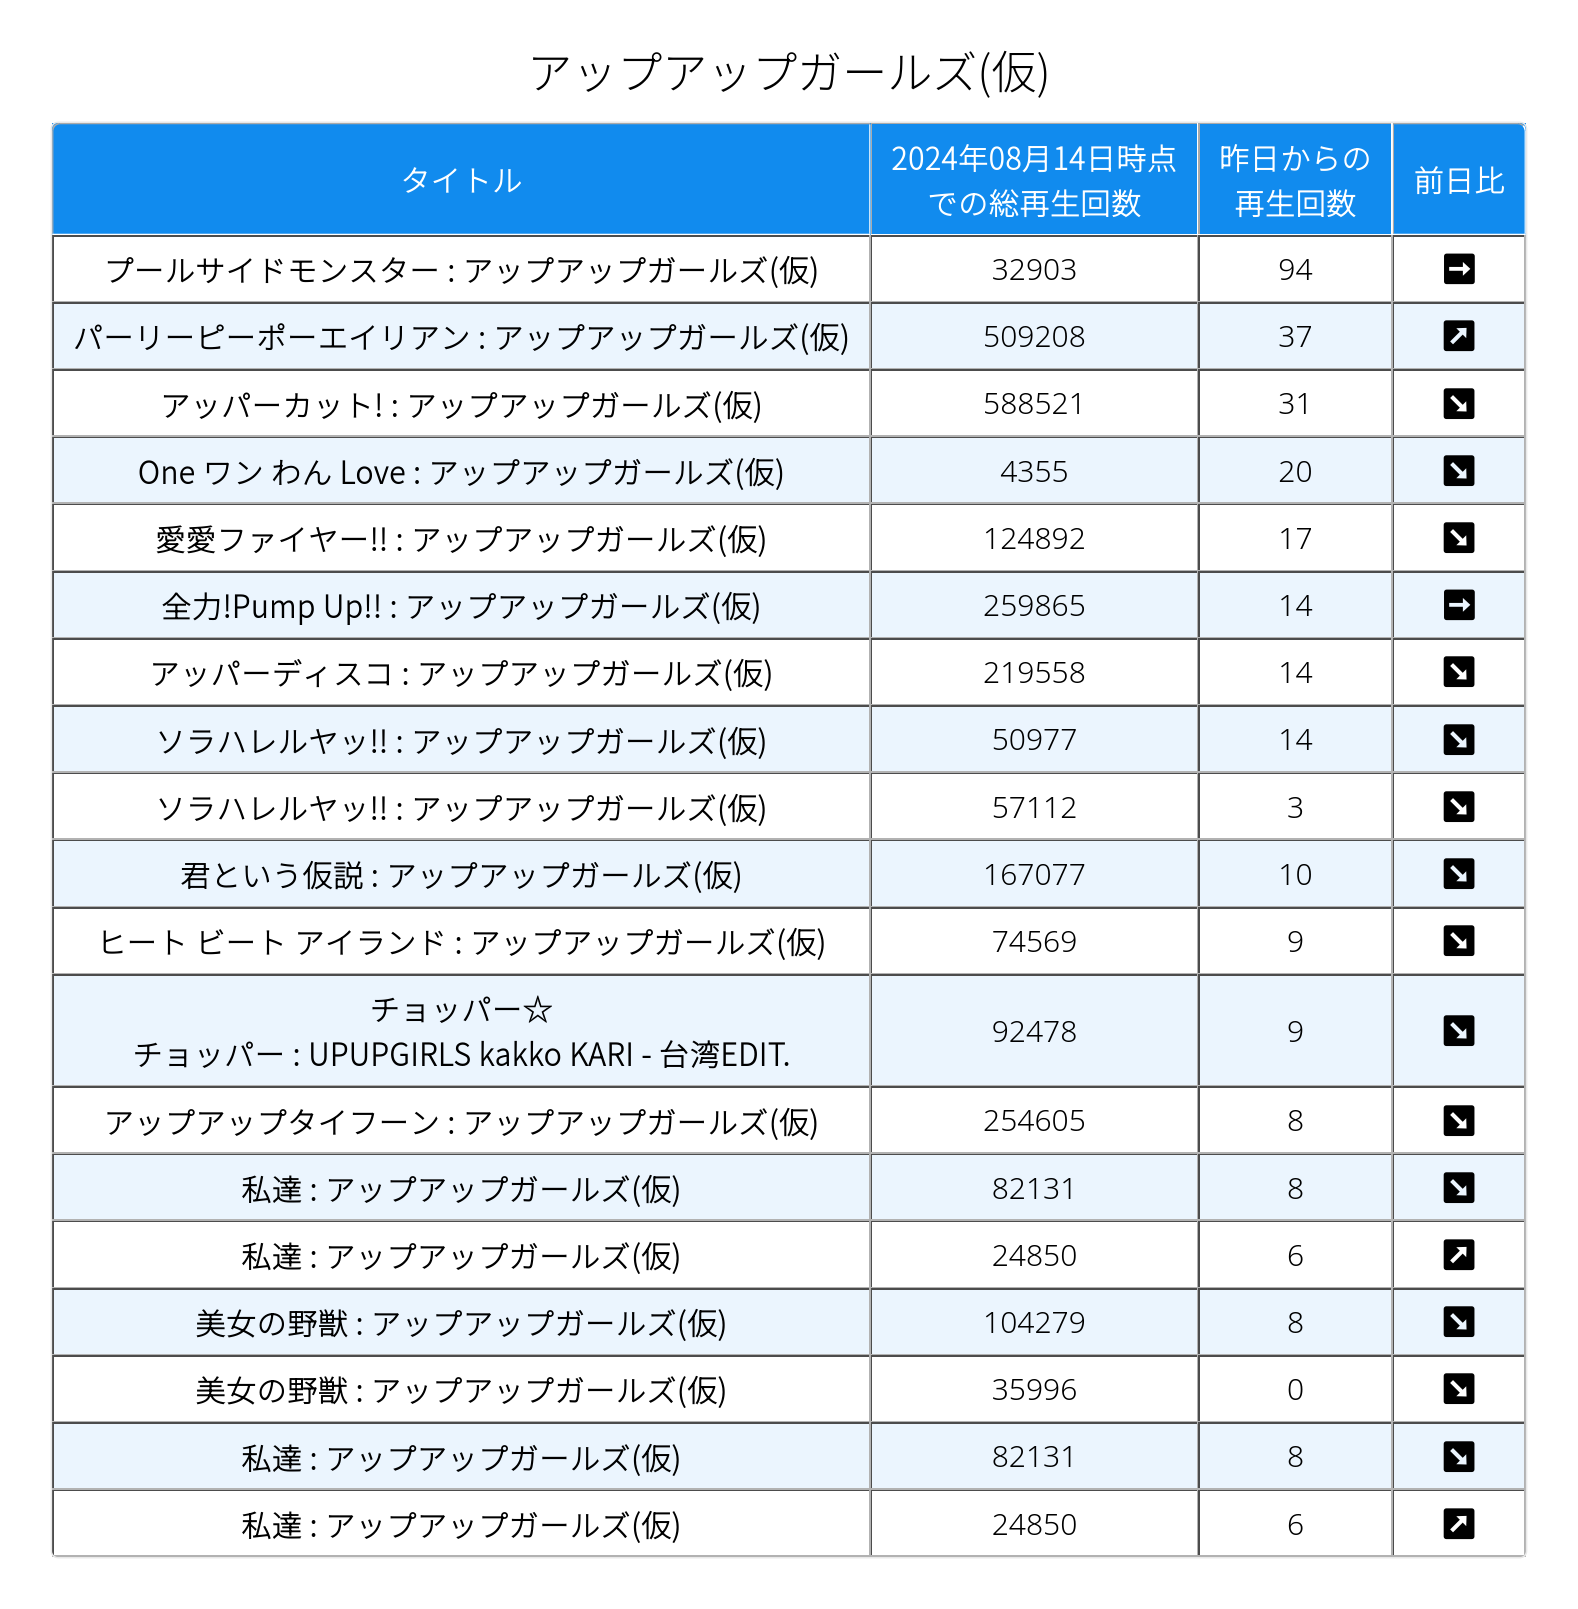 アップアップガールズ(仮)
タイトル 2024年08月14日時点での総再生回数 昨日からの再生回数 前日比
プールサイドモンスター : アップアップガールズ(仮) 32903 94 ➡
パーリーピーポーエイリアン : アップアップガールズ(仮) 509208 37 ↗
アッパーカット! : アップアップガールズ(仮) 588521 31 ↘
One ワン わん Love : アップアップガールズ(仮) 4355 20 ↘
愛愛ファイヤー!! : アップアップガールズ(仮) 124892 17 ↘
全力!Pump Up!! : アップアップガールズ(仮) 259865 14 ➡
アッパーディスコ : アップアップガールズ(仮) 219558 14 ↘
ソラハレルヤッ!! : アップアップガールズ(仮) 50977 14 ↘
ソラハレルヤッ!! : アップアップガールズ(仮) 57112 3 ↘
君という仮説 : アップアップガールズ(仮) 167077 10 ↘
ヒート ビート アイランド : アップアップガールズ(仮) 74569 9 ↘
チョッパー☆
チョッパー : UPUPGIRLS kakko KARI - 台湾EDIT. 92478 9 ↘
アップアップタイフーン : アップアップガールズ(仮) 254605 8 ↘
私達 : アップアップガールズ(仮) 82131 8 ↘
私達 : アップアップガールズ(仮) 24850 6 ↗
美女の野獣 : アップアップガールズ(仮) 104279 8 ↘
美女の野獣 : アップアップガールズ(仮) 35996 0 ↘
私達 : アップアップガールズ(仮) 82131 8 ↘
私達 : アップアップガールズ(仮) 24850 6 ↗